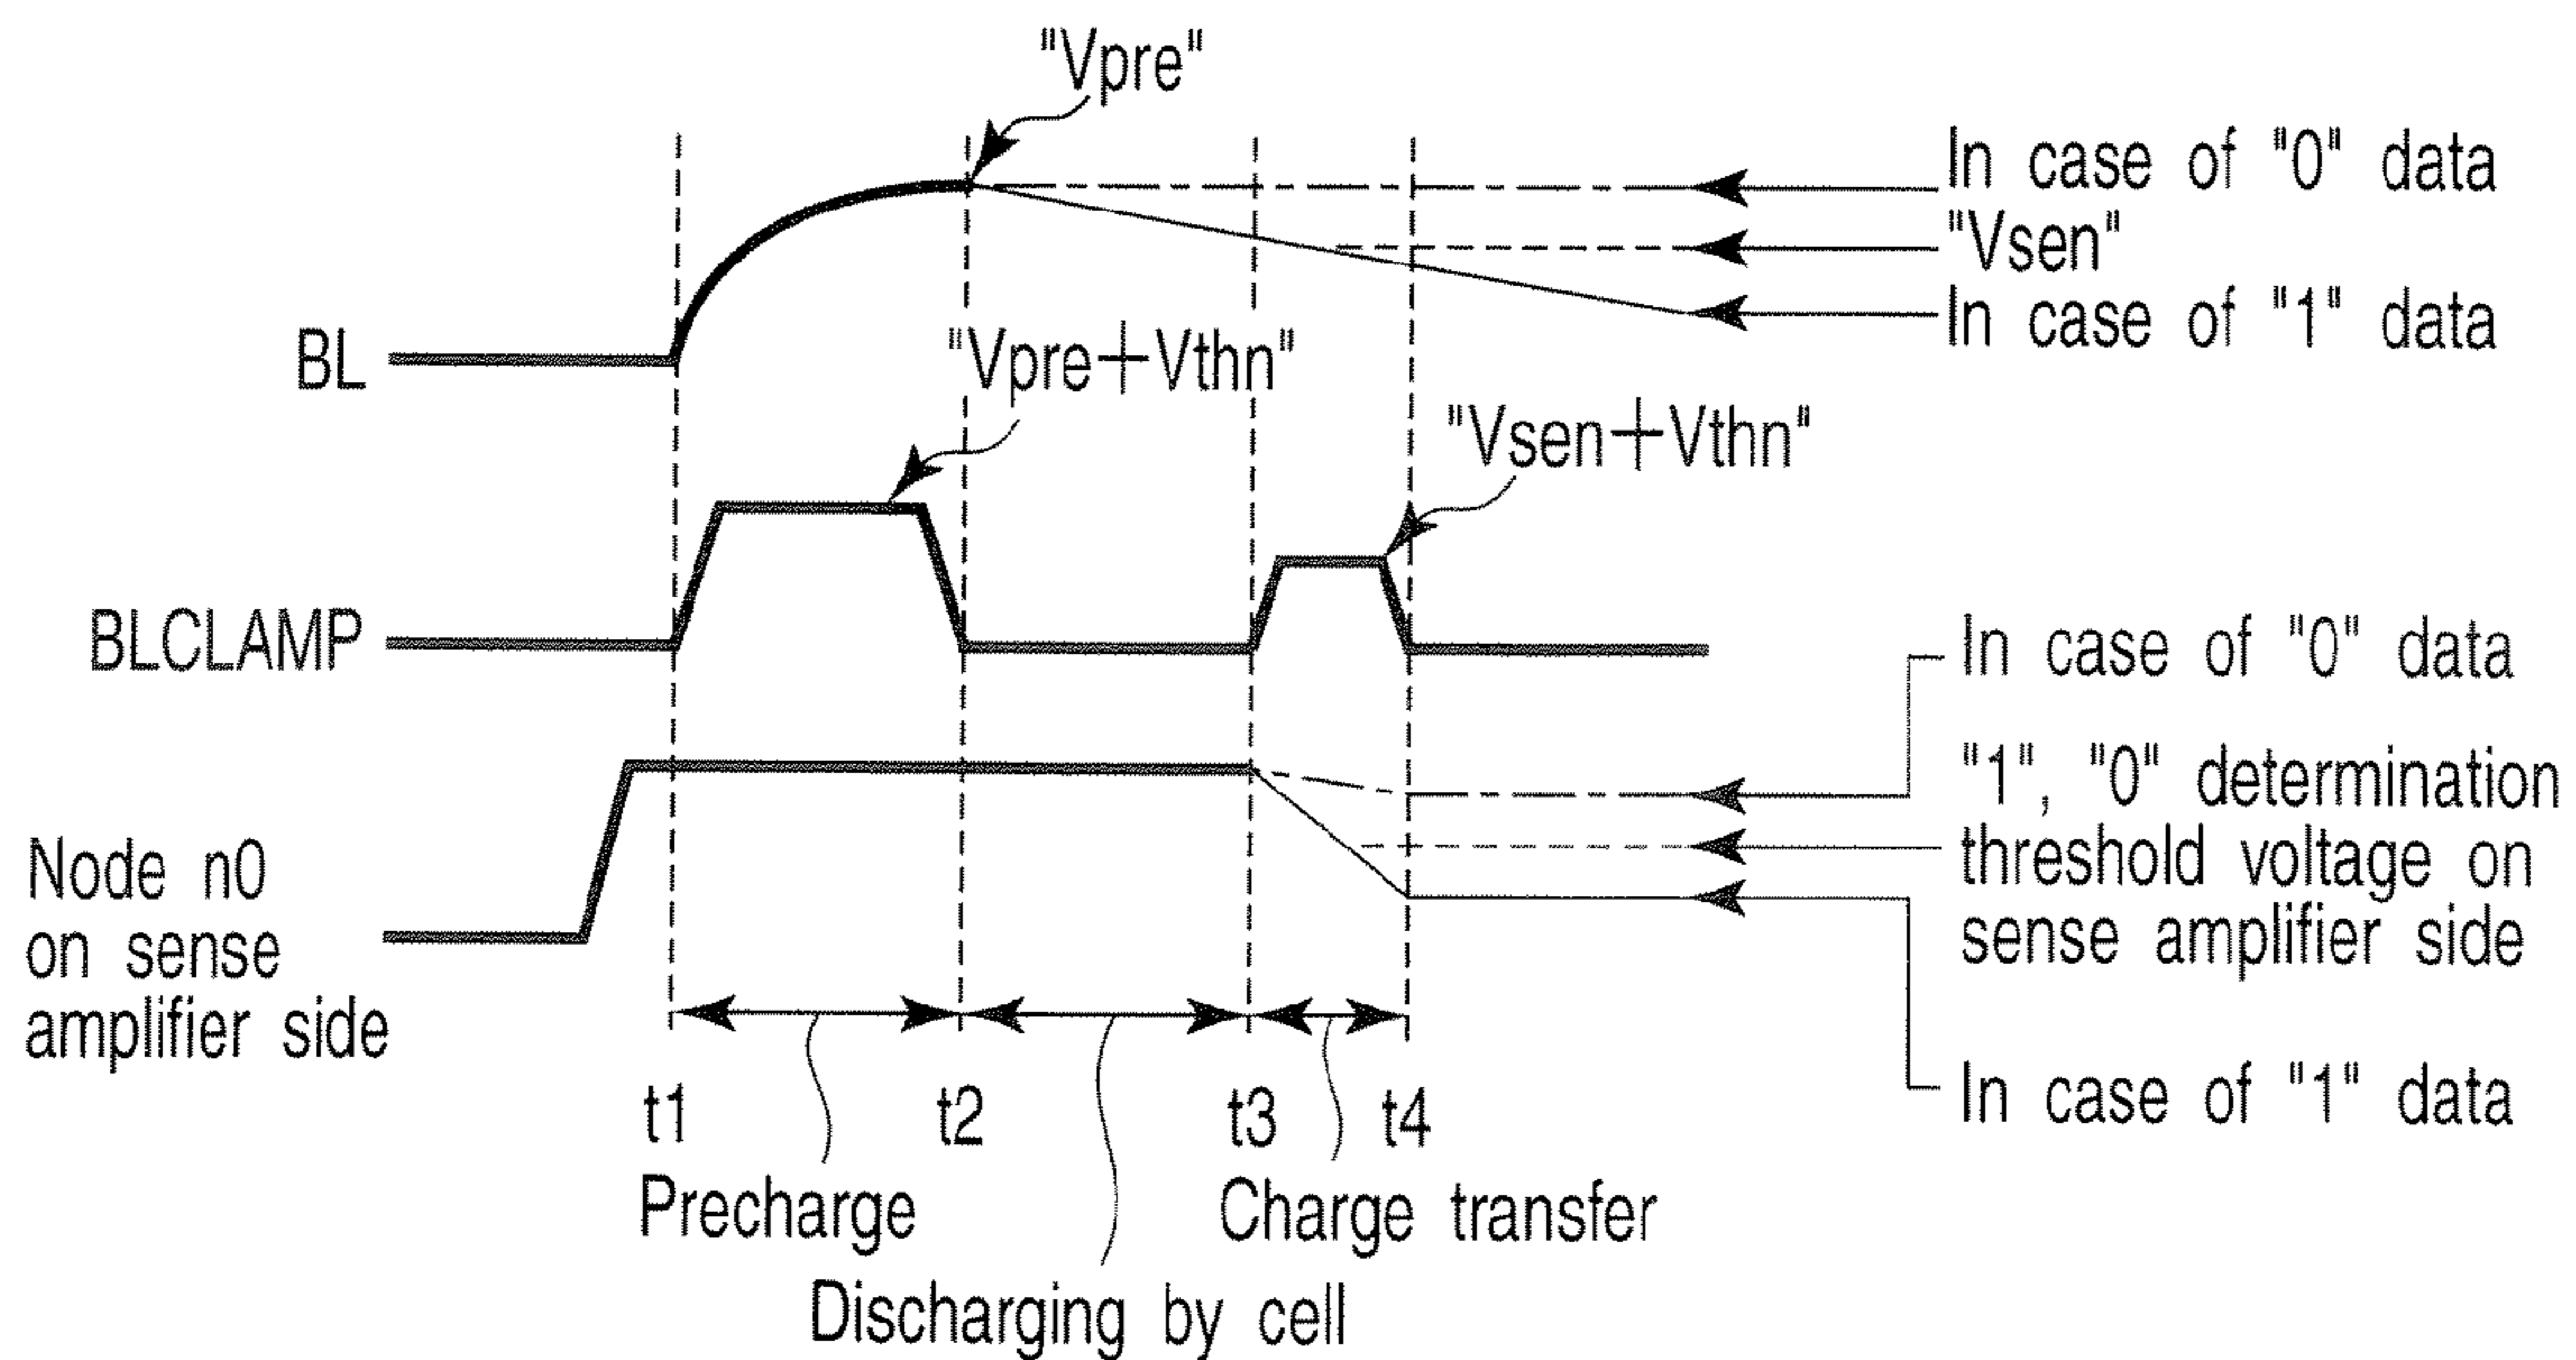 "Vpre"
In case of "0" data
"Vsen"
In case of "1" data
BL
"Vpre+Vthn"
"Vsen+Vthn"
BLCLAMP
In case of "0" data
"1", "0" determination
threshold voltage on
sense amplifier side
Node n0
on sense
amplifier side
In case of "1" data
t1
t2
t3
t4
Precharge
Charge transfer
Discharging by cell